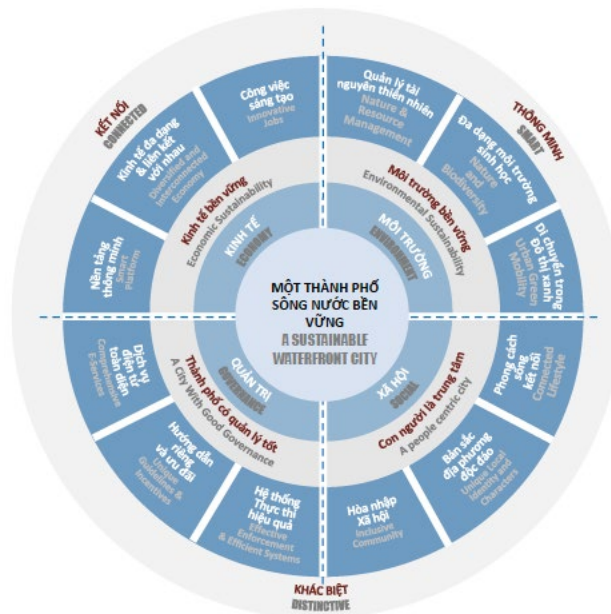 KẾT NỐI
CONNECTED
THÔNG MINH
SMART
KHÁC BIỆT
DISTINCTIVE
MỘT THÀNH PHỐ
SÔNG NƯỚC BỀN
VỮNG
A SUSTAINABLE
WATERFRONT CITY
KINH TẾ
ECONOMY
Kinh tế bền vững
Economic Sustainability
Nền tảng
thông minh
Smart
Platform
Kinh tế đa dạng
& liên kết
với nhau
Diversified and
Interconnected
Economy
Công việc
sáng tạo
Innovative
Jobs
MÔI TRƯỜNG
ENVIRONMENT
Môi trường bền vững
Environmental Sustainability
Quản lý tài
nguyên thiên nhiên
Nature &
Resource
Management
Đa dạng môi trường
sinh học
Nature
and
Biodiversity
Di chuyển trong
Đô thị xanh
Urban Green
Mobility
XÃ HỘI
SOCIAL
Con người là trung tâm
A people centric city
Phong cách
sống
kết nối
Connected
Lifestyle
Bản sắc
địa phương
độc đáo
Unique Local
Identity and
Characters
Hòa nhập
Xã hội
Inclusive
Community
QUẢN TRỊ
GOVERNANCE
Thành phố có quản lý tốt
A City With Good Governance
Hệ thống
Thực thi
hiệu quả
Effective
Enforcement
& Efficient Systems
Hướng dẫn
riêng
và ưu đãi
Unique
Guidelines &
Incentives
Dịch vụ
điện tử
toàn diện
Comprehensive
E-Services